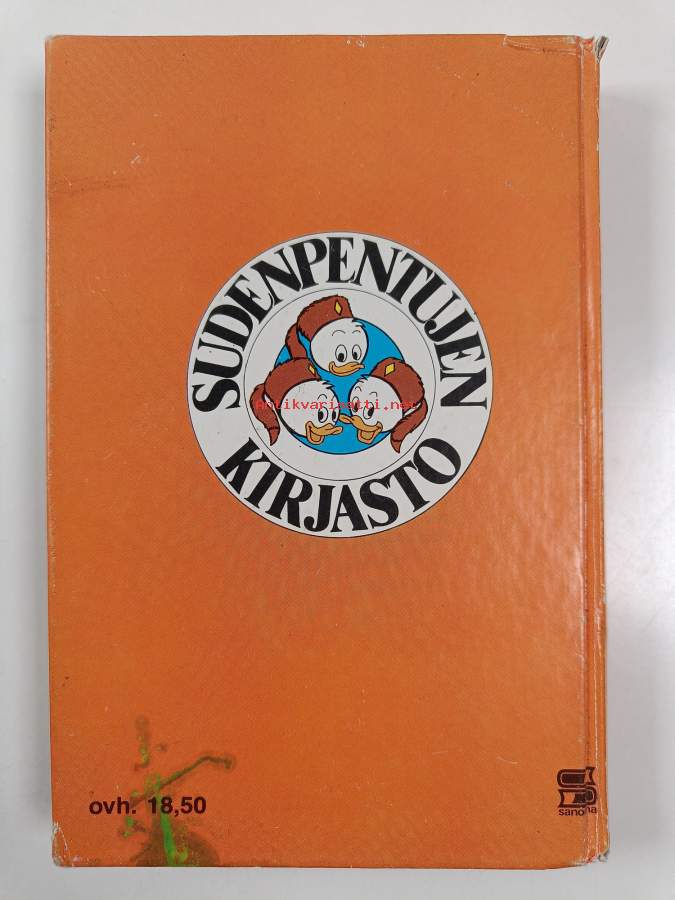 SUDENPENTUJEN
KIRJASTO
Antikvariaatti.net
ovh. 18,50
sanoma